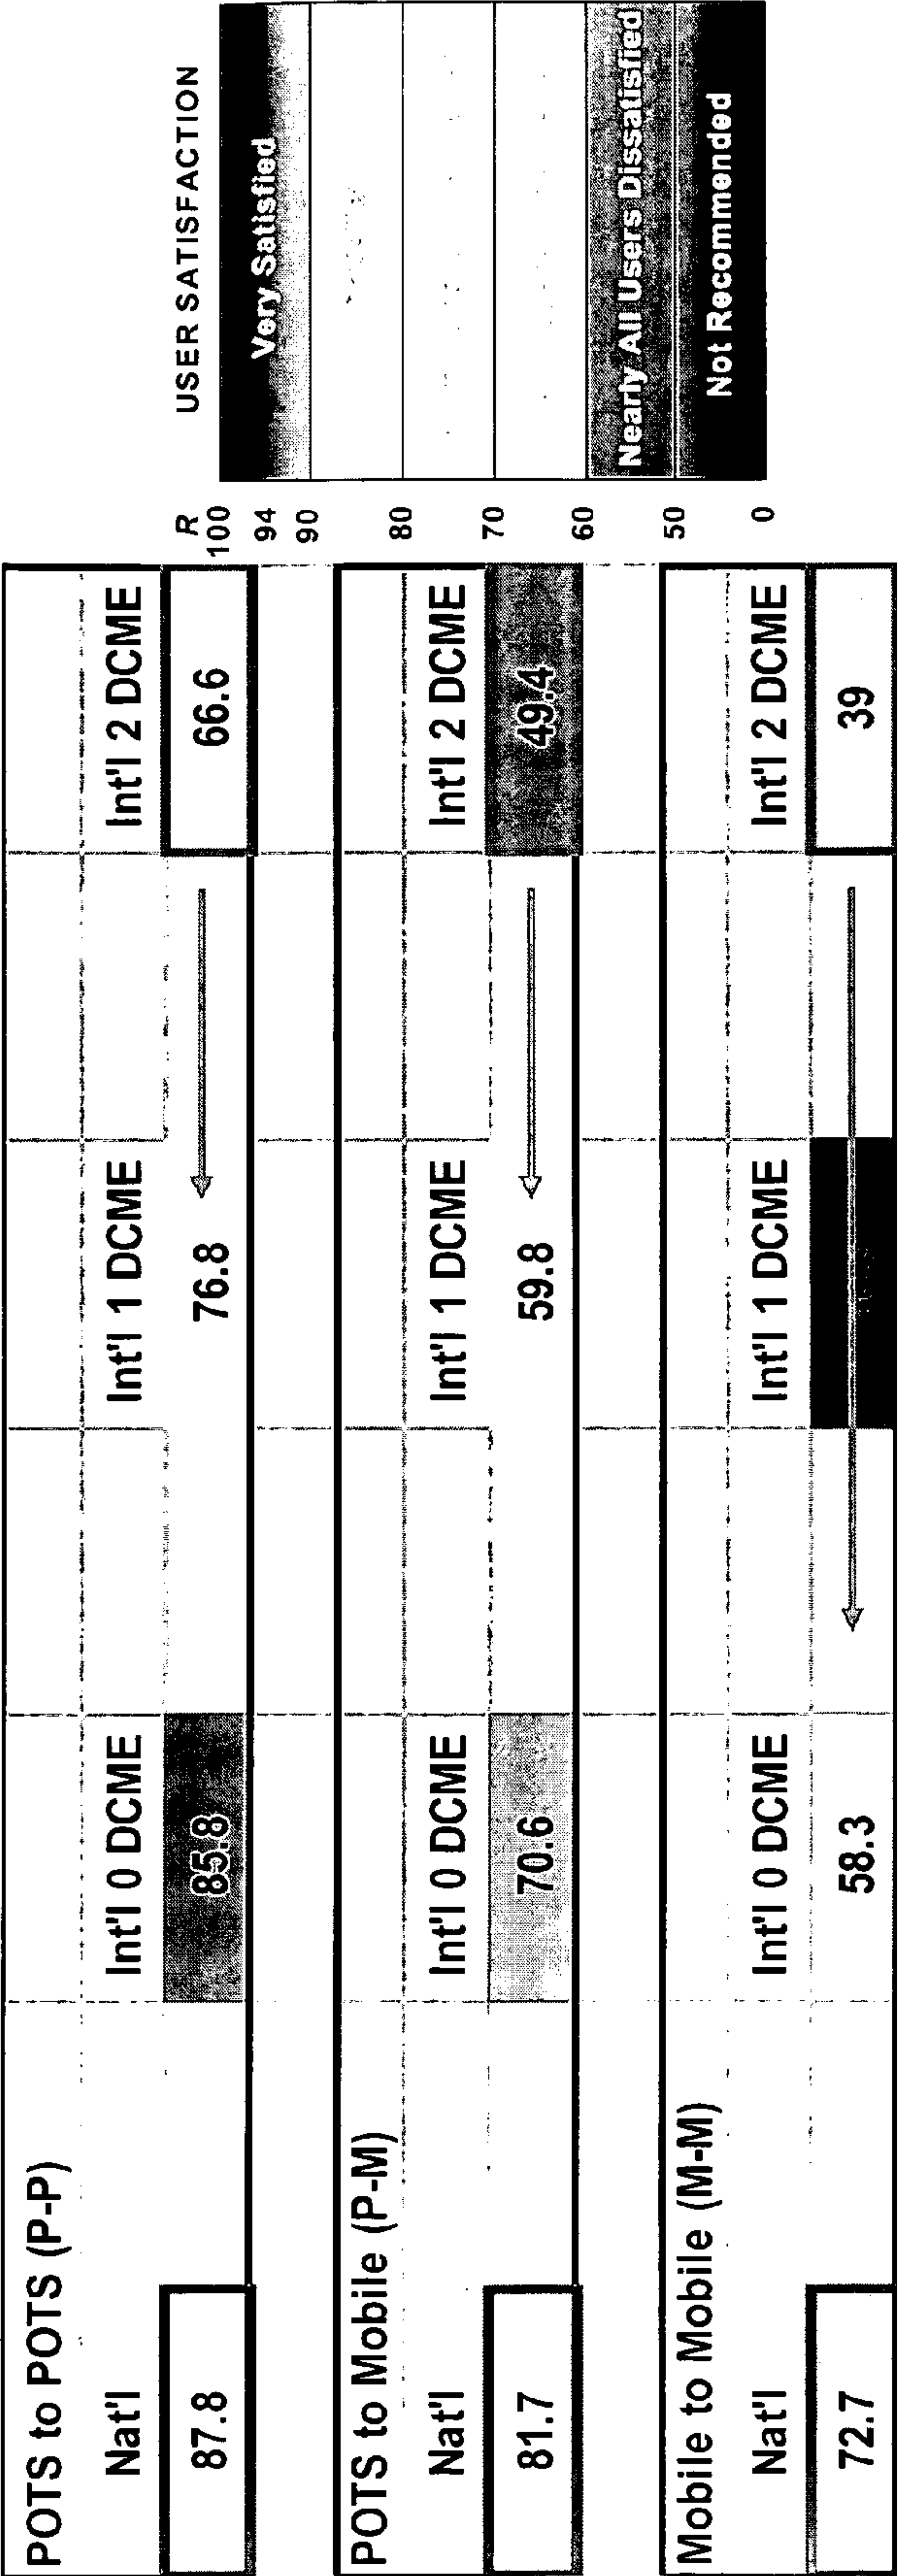 POTS to POTS (P-P)
Nat'l Int'l 0 DCME Int'l 1 DCME Int'l 2 DCME
87.8 85.8 76.8 66.6
POTS to Mobile (P-M)
Nat'l Int'l 0 DCME Int'l 1 DCME Int'l 2 DCME
81.7 70.6 59.8 49.4
Mobile to Mobile (M-M)
Nat'l Int'l 0 DCME Int'l 1 DCME Int'l 2 DCME
72.7 58.3 39
USER SATISFACTION
R
100
94
Very Satisfied
90
80
70
60
Nearly All Users Dissatisfied
50
Not Recommended
0